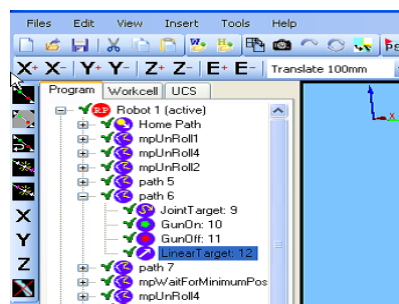 Files Edit View Insert Tools Help
X+ X- Y+ Y- Z+ Z- E+ E- Translate 100mm
Program Workcell UCS
RP Robot 1 (active)
Home Path
mpUnRoll1
mpUnRoll4
mpUnRoll2
path 5
path 6
JointTarget: 9
GunOn: 10
GunOff: 11
LinearTarget: 12
path 7
mpWaitForMinimumPos
mpUnRoll4
X
Y
Z
X